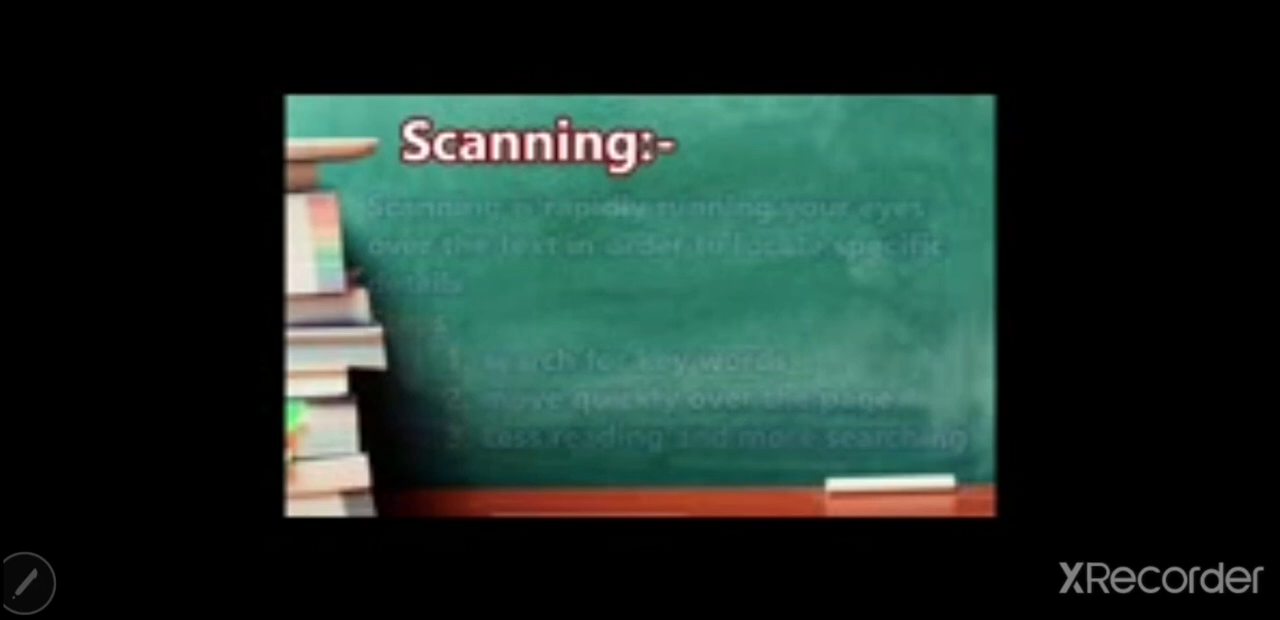 Scanning:-
Scanning is rapidly running your eyes
over the text in order to locate specific
details
1. search for key words
2. move quickly over the page
3. Less reading and more searching
XRecorder